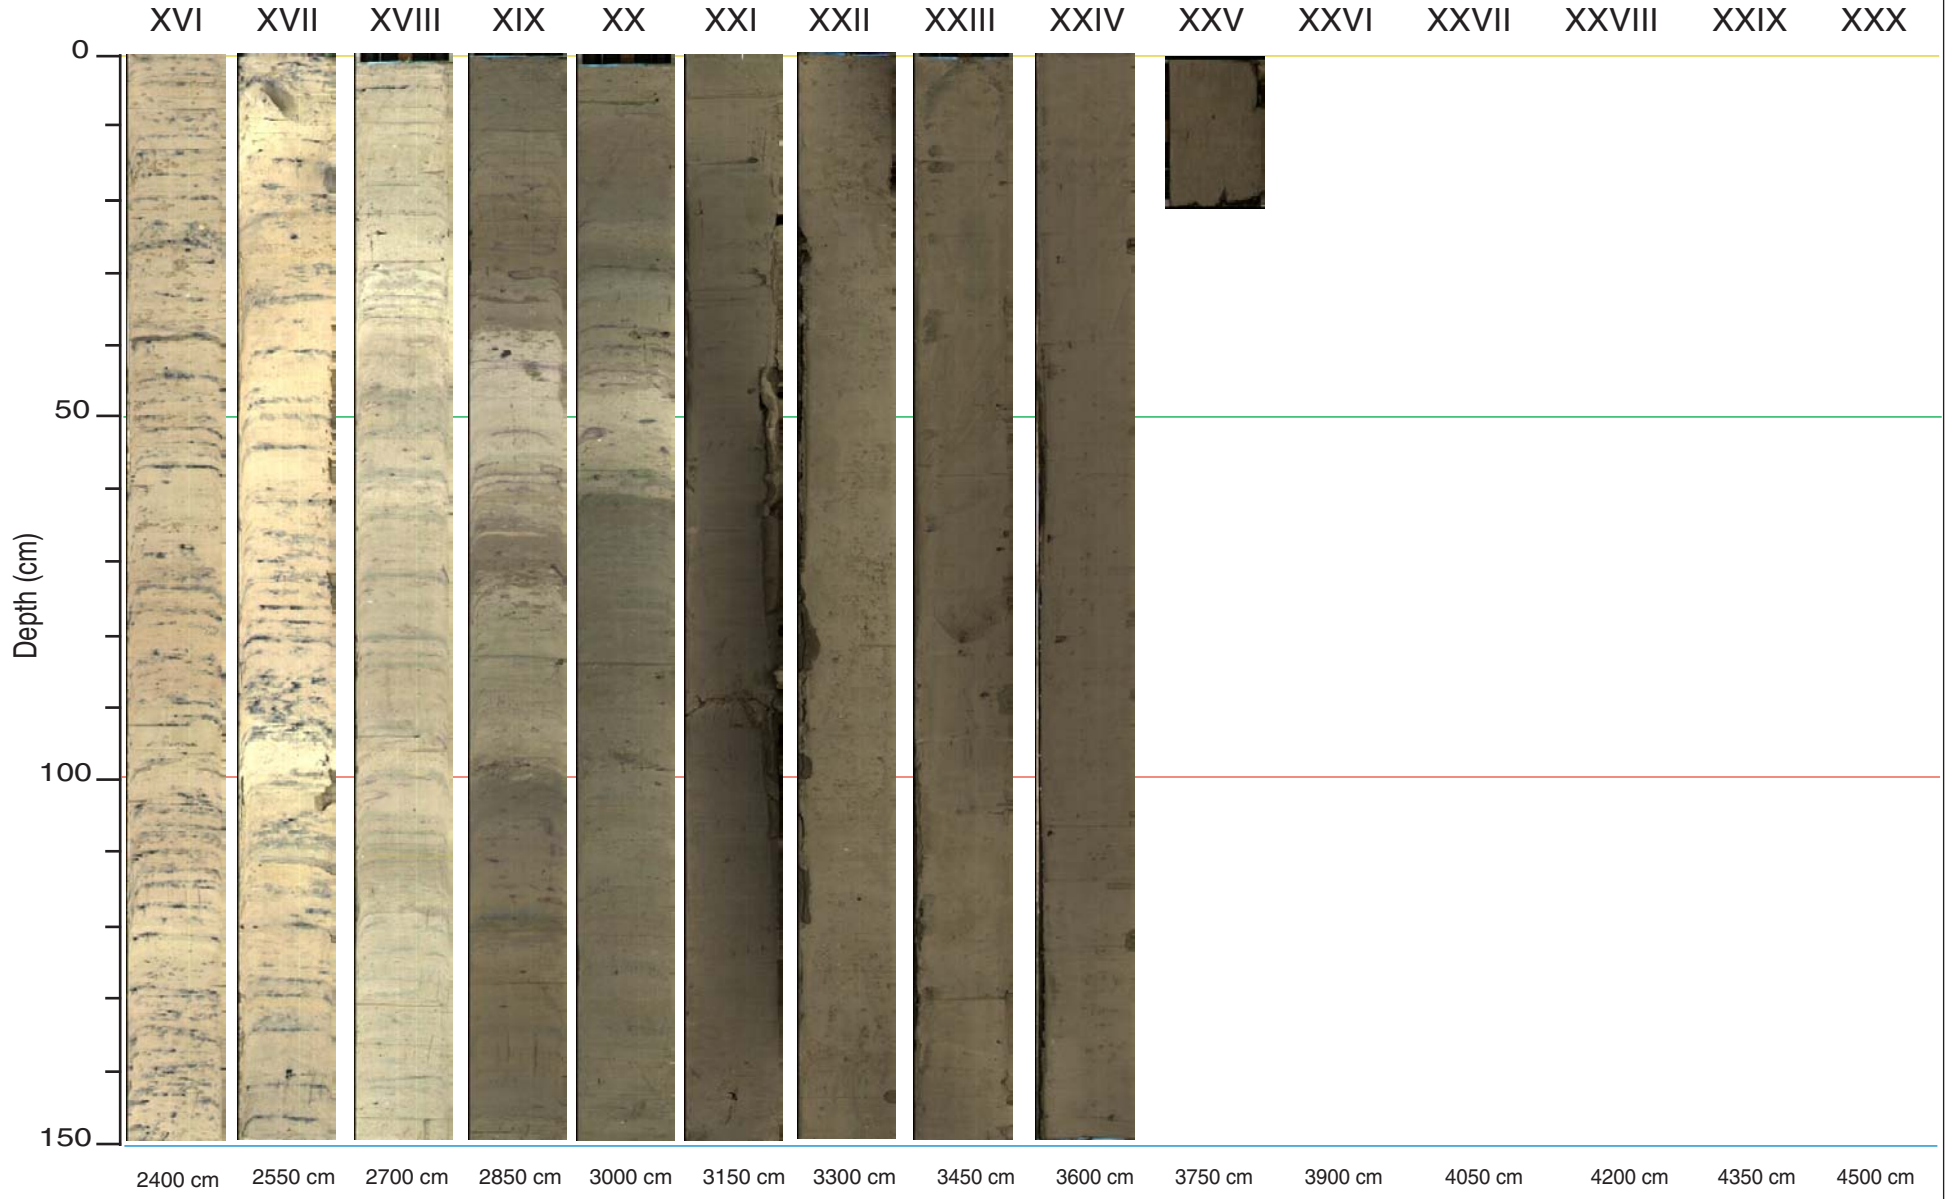 XVI XVII XVIII XIX XX XXI XXII XXIII XXIV XXV XXVI XXVII XXVIII XXIX XXX
0
50
Depth (cm)
100
150
2400 cm 2550 cm 2700 cm 2850 cm 3000 cm 3150 cm 3300 cm 3450 cm 3600 cm 3750 cm 3900 cm 4050 cm 4200 cm 4350 cm 4500 cm